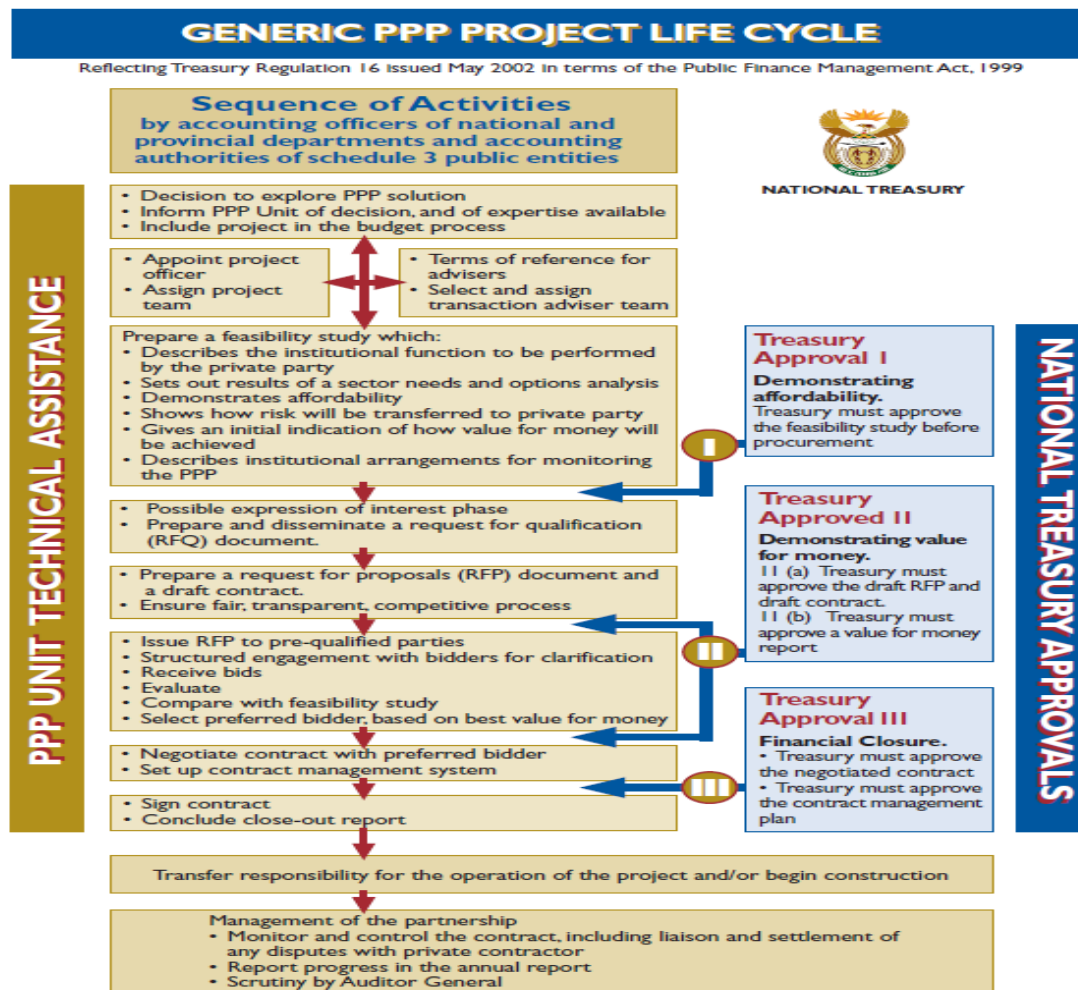 GENERIC PPP PROJECT LIFE CYCLE
Reflecting Treasury Regulation 16 issued May 2002 in terms of the Public Finance Management Act, 1999
Sequence of Activities
by accounting officers of national and
provincial departments and accounting
authorities of schedule 3 public entities
NATIONAL TREASURY
PPP UNIT TECHNICAL ASSISTANCE
• Decision to explore PPP solution
• Inform PPP Unit of decision, and of expertise available
• Include project in the budget process
• Appoint project
officer
• Assign project
team
• Terms of reference for
advisers
• Select and assign
transaction adviser team
Prepare a feasibility study which:
• Describes the institutional function to be performed
by the private party
• Sets out results of a sector needs and options analysis
• Demonstrates affordability
• Shows how risk will be transferred to private party
• Gives an initial indication of how value for money will
be achieved
• Describes institutional arrangements for monitoring
the PPP
• Possible expression of interest phase
• Prepare and disseminate a request for qualification
(RFQ) document.
• Prepare a request for proposals (RFP) document and
a draft contract.
• Ensure fair, transparent, competitive process
• Issue RFP to pre-qualified parties
• Structured engagement with bidders for clarification
• Receive bids
• Evaluate
• Compare with feasibility study
• Select preferred bidder, based on best value for money
• Negotiate contract with preferred bidder
• Set up contract management system
• Sign contract
• Conclude close-out report
I
II
III
Treasury
Approval I
Demonstrating
affordability.
Treasury must approve
the feasibility study before
procurement
Treasury
Approved II
Demonstrating value
for money.
11 (a) Treasury must
approve the draft RFP and
draft contract.
11 (b) Treasury must
approve a value for money
report
Treasury
Approval III
Financial Closure.
• Treasury must approve
the negotiated contract
• Treasury must approve
the contract management
plan
NATIONAL TREASURY APPROVALS
Transfer responsibility for the operation of the project and/or begin construction
Management of the partnership
• Monitor and control the contract, including liaison and settlement of
any disputes with private contractor
• Report progress in the annual report
• Scrutiny by Auditor General